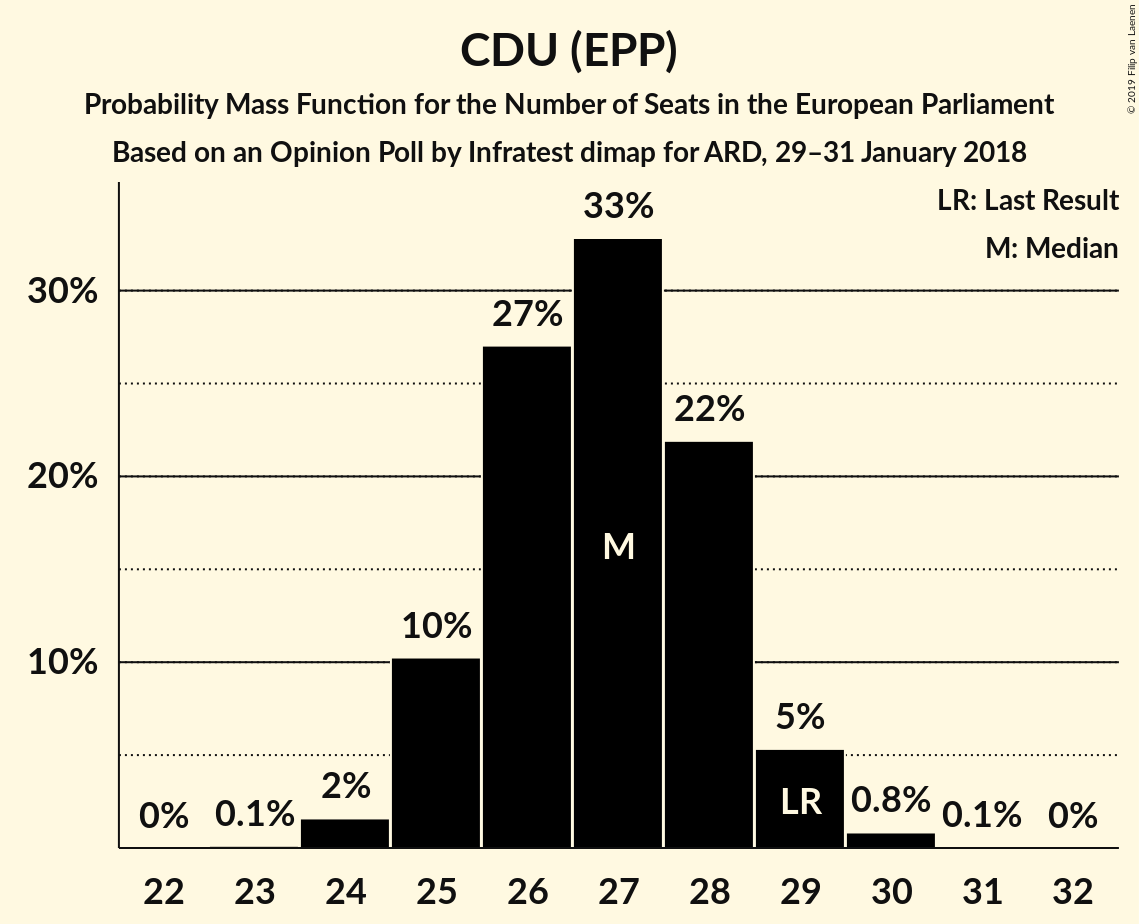 CDU (EPP)
Probability Mass Function for the Number of Seats in the European Parliament
Based on an Opinion Poll by Infratest dimap for ARD, 29–31 January 2018
© 2019 Filip van Laenen
LR: Last Result
M: Median
33%
30%
27%
22%
20%
M
10%
10%
5%
2%
LR
0.8%
0%
0.1%
0.1%
0%
22 23 24 25 26 27 28 29 30 31 32